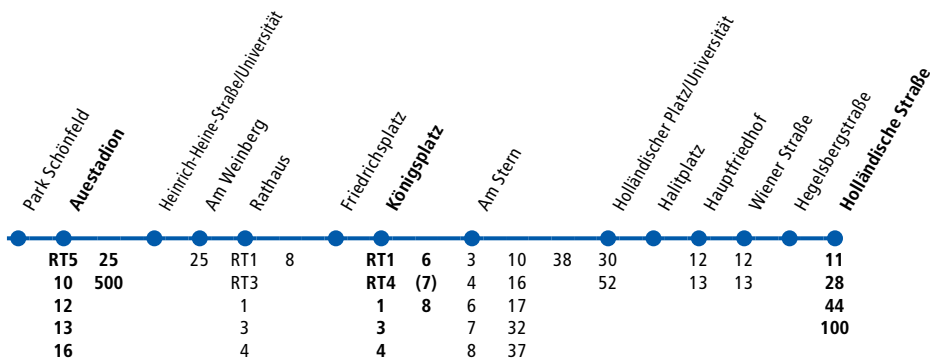 Park Schönfeld
Auestadion
Heinrich-Heine-Straße/Universität
Am Weinberg
Rathaus
Friedrichsplatz
Königsplatz
Am Stern
Holländischer Platz/Universität
Halitplatz
Hauptfriedhof
Wiener Straße
Hegelsbergstraße
Holländische Straße
RT5 25 25 RT1 8 RT1 6 3 10 38 30 12 12 11
10 500 RT3 RT4 (7) 4 16 52 13 13 28
12 1 1 8 6 17 44
13 3 3 7 32 100
16 4 4 8 37